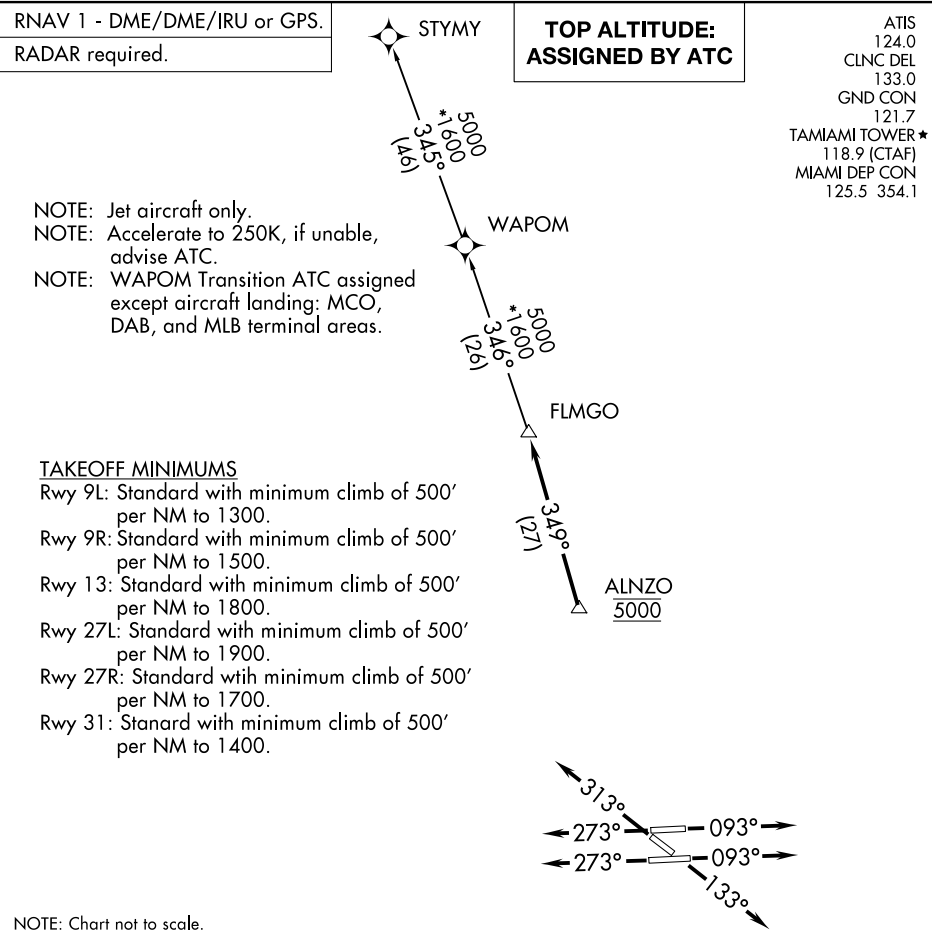 RNAV 1 - DME/DME/IRU or GPS.
RADAR required.
STYMY
TOP ALTITUDE:
ASSIGNED BY ATC
ATIS
124.0
CLNC DEL
133.0
GND CON
121.7
TAMIAMI TOWER★
118.9 (CTAF)
MIAMI DEP CON
125.5 354.1
5000
*1600
345°
(46)
NOTE: Jet aircraft only.
NOTE: Accelerate to 250K, if unable,
advise ATC.
NOTE: WAPOM Transition ATC assigned
except aircraft landing: MCO,
DAB, and MLB terminal areas.
WAPOM
5000
*1600
346°
(26)
FLMGO
349°
(27)
ALNZO
5000
TAKEOFF MINIMUMS
Rwy 9L: Standard with minimum climb of 500'
per NM to 1300.
Rwy 9R: Standard with minimum climb of 500'
per NM to 1500.
Rwy 13: Standard with minimum climb of 500'
per NM to 1800.
Rwy 27L: Standard with minimum climb of 500'
per NM to 1900.
Rwy 27R: Standard wtih minimum climb of 500'
per NM to 1700.
Rwy 31: Stanard with minimum climb of 500'
per NM to 1400.
313°
273° 093°
273° 093°
133°
NOTE: Chart not to scale.